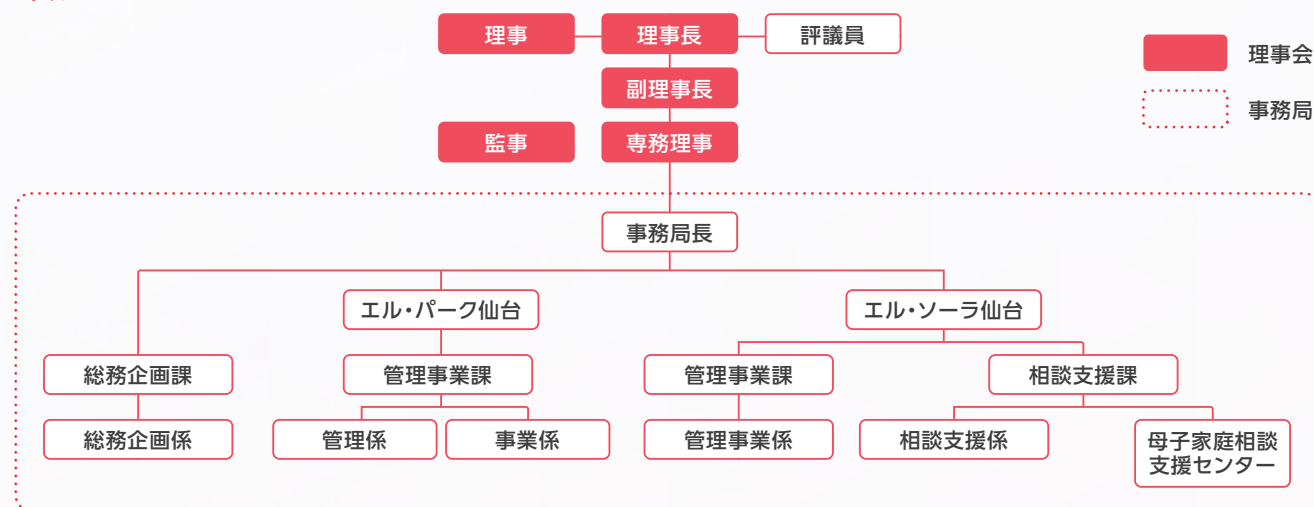 理事
理事長
評議員
理事会
副理事長
事務局
監事
専務理事
事務局長
エル・パーク仙台
エル・ソーラ仙台
総務企画課
管理事業課
管理事業課
相談支援課
総務企画係
管理係
事業係
管理事業係
相談支援係
母子家庭相談
支援センター